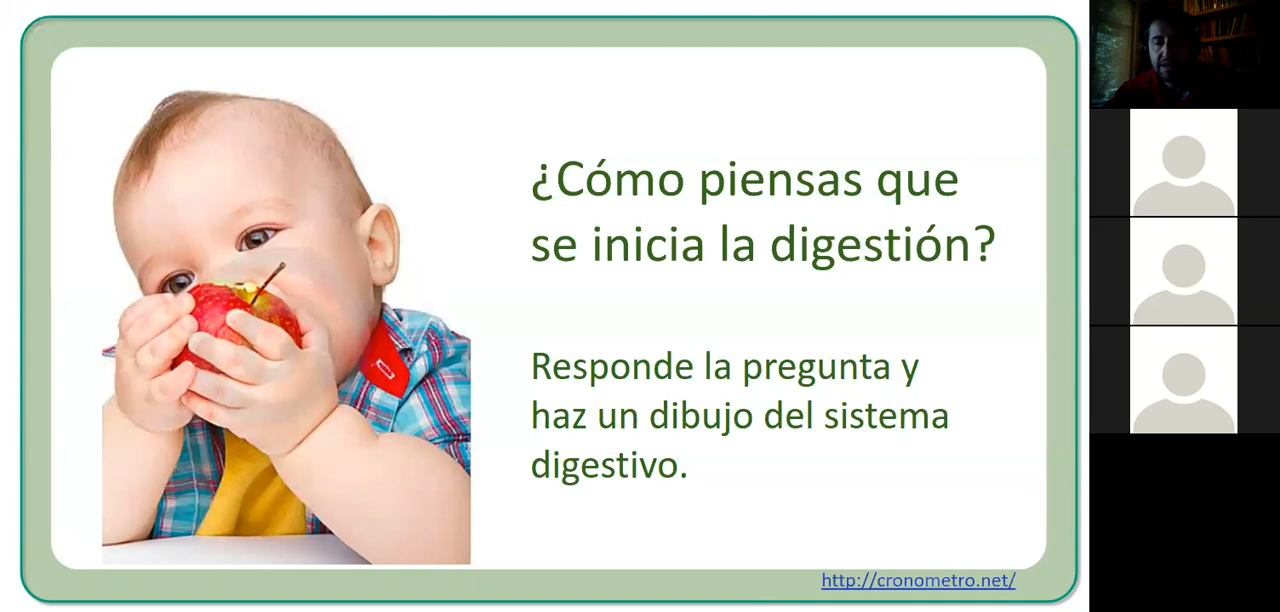 ¿Cómo piensas que
se inicia la digestión?
Responde la pregunta y
haz un dibujo del sistema
digestivo.
http://cronometro.net/